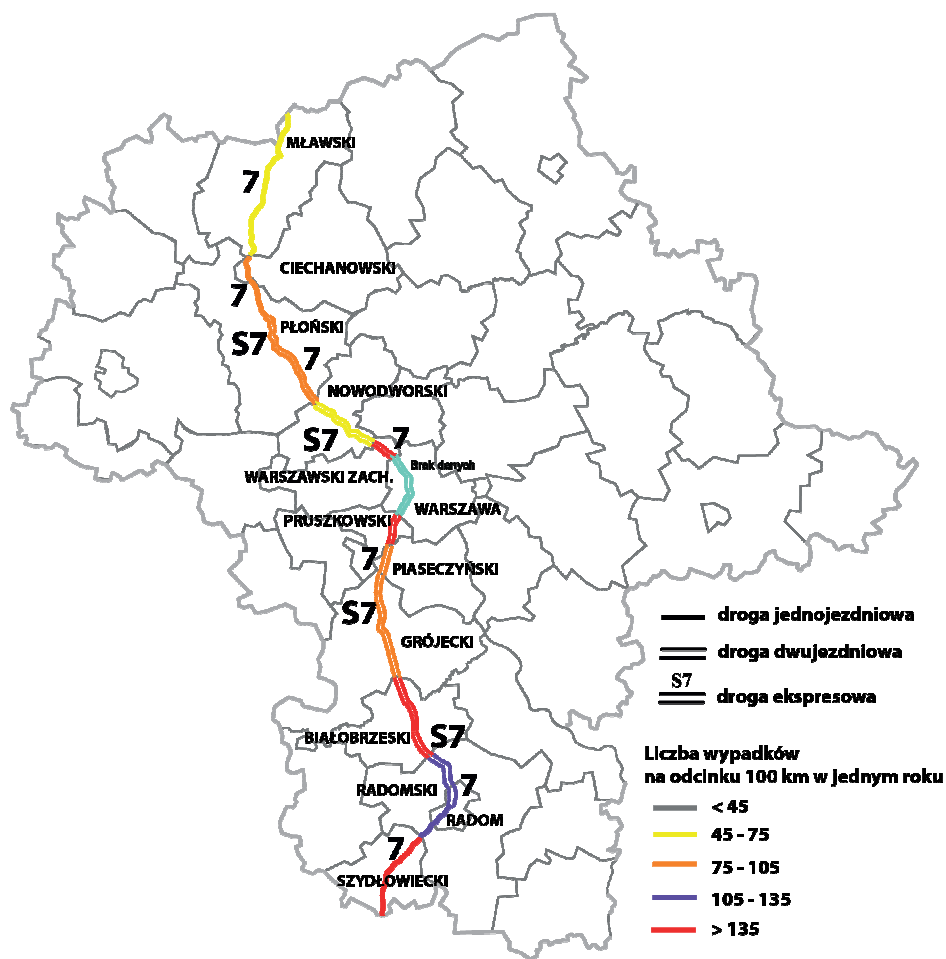 MŁAWSKI
7
CIECHANOWSKI
7
PŁOŃSKI
S7
7
NOWODWORSKI
S7
7
Brak danych
WARSZAWSKI ZACH.
WARSZAWA
PRUSZKOWSKI
7
PIASECZYŃSKI
S7
GRÓJECKI
droga jednojezdniowa
droga dwujezdniowa
S7
droga ekspresowa
BIAŁOBRZESKI
S7
Liczba wypadków
na odcinku 100 km w jednym roku
RADOMSKI
7
< 45
RADOM
45 - 75
7
75 - 105
SZYDŁOWIECKI
105 - 135
> 135